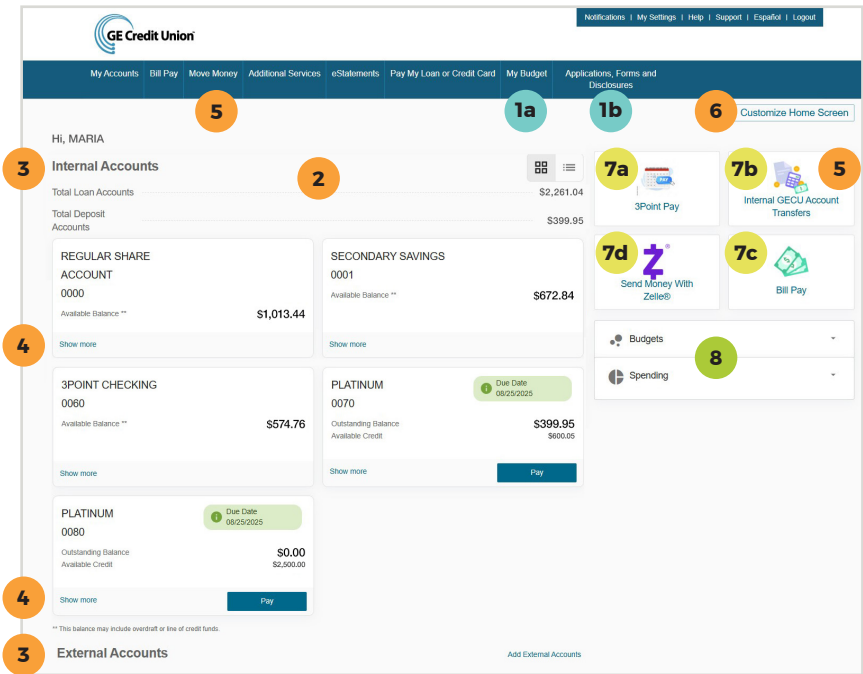 GE Credit Union
Notifications | My Settings | Help | Support | Español | Logout
My Accounts Bill Pay Move Money Additional Services eStatements Pay My Loan or Credit Card My Budget Applications, Forms and
Disclosures
5 1a 1b 6 Customize Home Screen
Hi, MARIA
3 Internal Accounts
2
Total Loan Accounts $2,261.04
Total Deposit
Accounts $399.95
7a
PAY
3Point Pay
7b 5
Internal GECU Account
Transfers
REGULAR SHARE
ACCOUNT
0000
Available Balance ** $1,013.44
4 Show more
SECONDARY SAVINGS
0001
Available Balance ** $672.84
Show more
7d
Z®
Send Money With
Zelle®
7c
Bill Pay
Budgets
8
Spending
3POINT CHECKING
0060
Available Balance ** $574.76
Show more
PLATINUM
0070
Due Date
08/25/2025
Outstanding Balance $399.95
Available Credit $600.05
Show more Pay
PLATINUM
0080
Due Date
08/25/2025
Outstanding Balance $0.00
Available Credit $2,500.00
4 Show more Pay
** This balance may include overdraft or line of credit funds.
3 External Accounts Add External Accounts